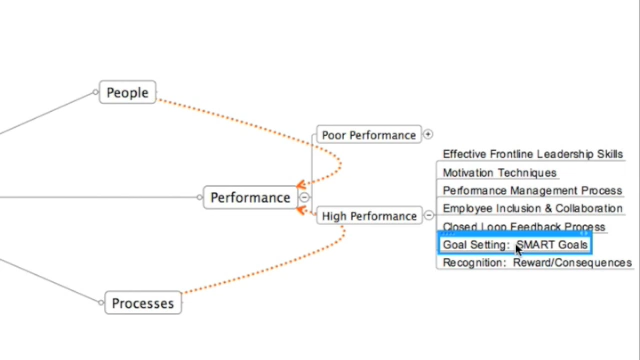 People
Poor Performance
Effective Frontline Leadership Skills
Motivation Techniques
Performance
Performance Management Process
High Performance
Employee Inclusion & Collaboration
Closed Loop Feedback Process
Goal Setting: SMART Goals
Recognition: Reward/Consequences
Processes